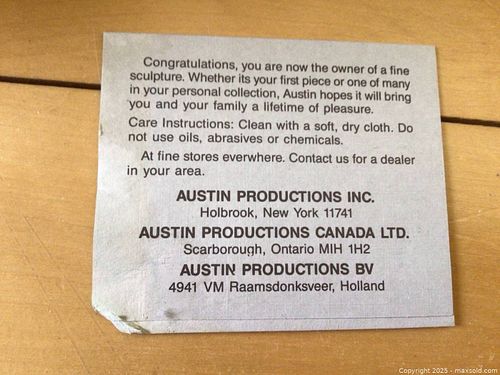 Congratulations, you are now the owner of a fine
sculpture. Whether its your first piece or one of many
in your personal collection, Austin hopes it will bring
you and your family a lifetime of pleasure.
Care Instructions: Clean with a soft, dry cloth. Do
not use oils, abrasives or chemicals.
At fine stores everwhere. Contact us for a dealer
in your area.
AUSTIN PRODUCTIONS INC.
Holbrook, New York 11741
AUSTIN PRODUCTIONS CANADA LTD.
Scarborough, Ontario MIH 1H2
AUSTIN PRODUCTIONS BV
4941 VM Raamsdonksveer, Holland
Copyright 2025 - maxsold.com